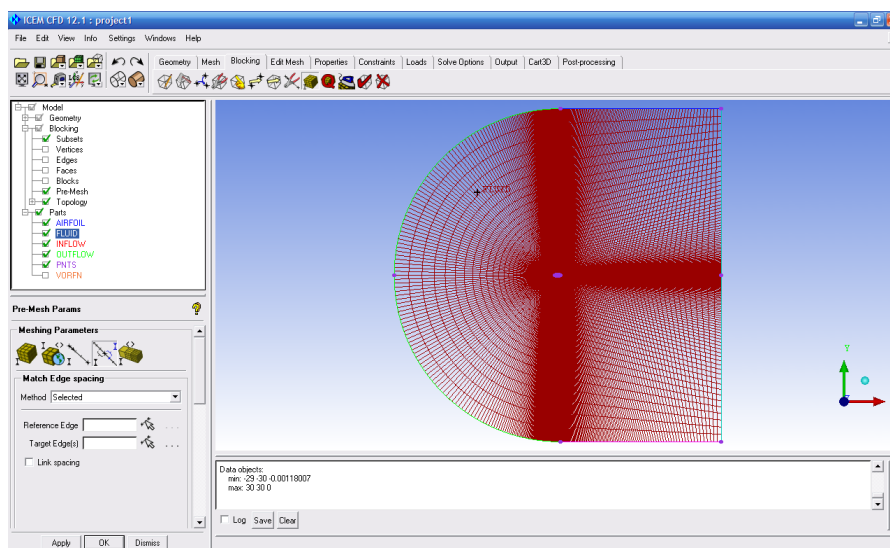 ICEM CFD 12.1 : project1
File Edit View Info Settings Windows Help
Geometry Mesh Blocking Edit Mesh Properties Constraints Loads Solve Options Output Cart3D Post-processing
Model
Geometry
Blocking
Subsets
Vertices
Edges
Faces
Blocks
Pre-Mesh
Topology
Parts
AIRFOIL
FLUID
INFLOW
OUTFLOW
PNTS
VORFN
FLUID
Pre-Mesh Params
Meshing Parameters
Match Edge spacing
Method Selected
Reference Edge
Target Edge(s)
Link spacing
Apply OK Dismiss
Y
Data objects:
min: -29 -30 -0.00118007
max: 30 30 0
Log Save Clear